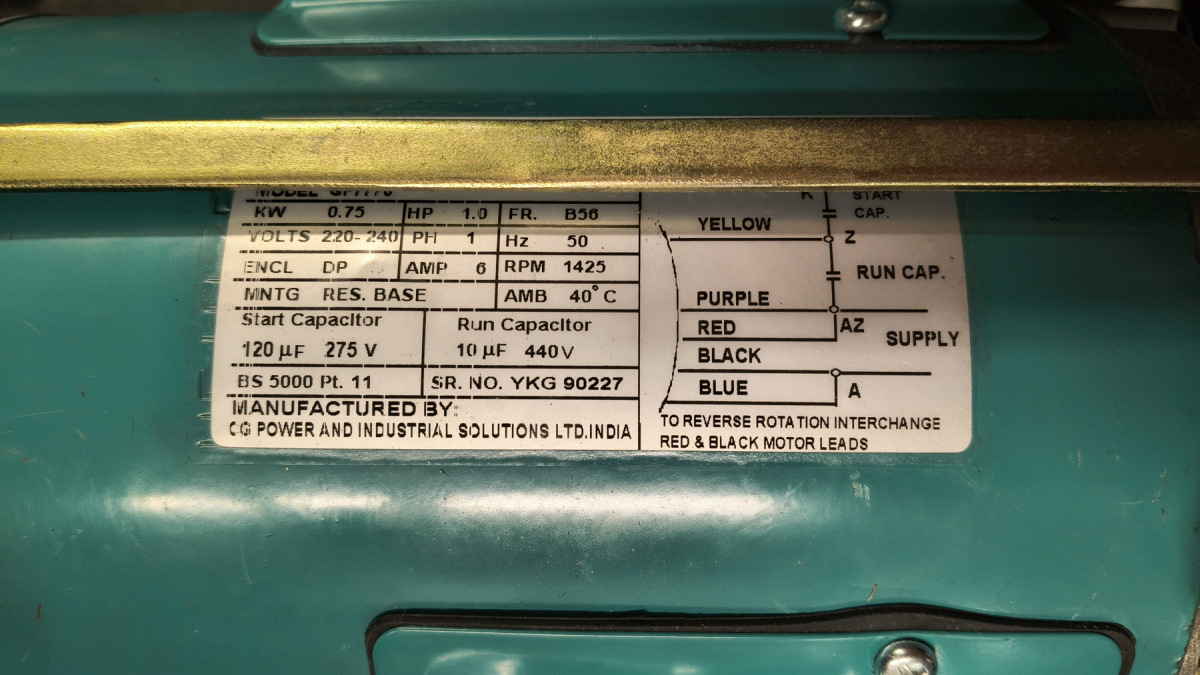 MODEL
KW 0.75 HP 1.0 FR. B56
VOLTS 220-240 PH 1 Hz 50
ENCL DP AMP 6 RPM 1425
MNTG RES. BASE AMB 40°C
Start Capacitor Run Capacitor
120 µF 275 V 10 µF 440V
BS 5000 Pt. 11 SR. NO. YKG 90227
MANUFACTURED BY:
CG POWER AND INDUSTRIAL SOLUTIONS LTD.INDIA
START
CAP.
YELLOW Z
RUN CAP.
PURPLE
RED AZ
SUPPLY
BLACK
BLUE A
TO REVERSE ROTATION INTERCHANGE
RED & BLACK MOTOR LEADS